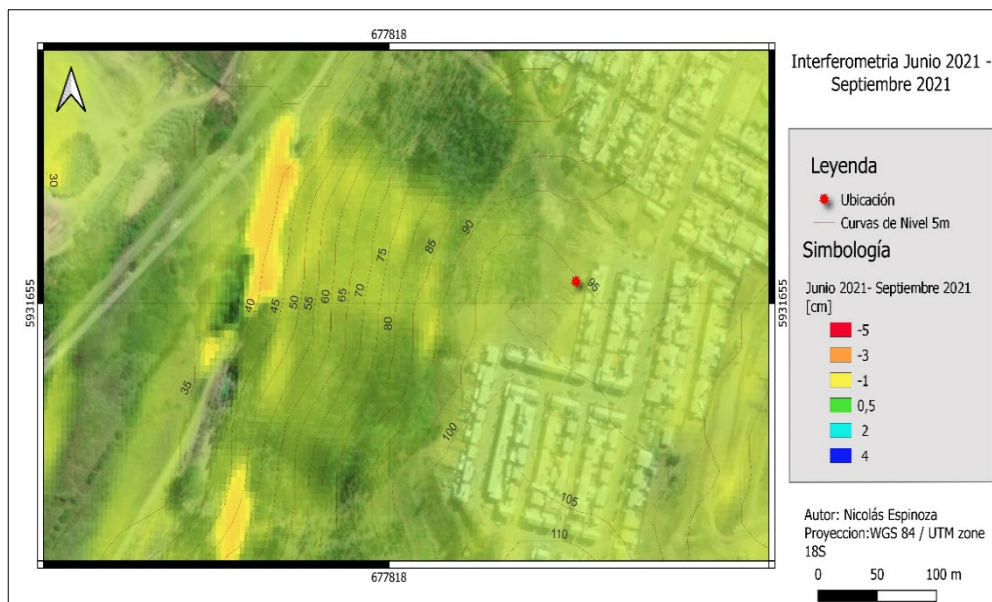 677818
Interferometria Junio 2021 -
Septiembre 2021
5931655
5931655
30
90
85
75
95
40
45
50
55
60
65
70
80
35
100
105
110
677818
Leyenda
Ubicación
Curvas de Nivel 5m
Simbología
Junio 2021- Septiembre 2021
[cm]
-5
-3
-1
0,5
2
4
Autor: Nicolás Espinoza
Proyeccion:WGS 84 / UTM zone
18S
0 50 100 m